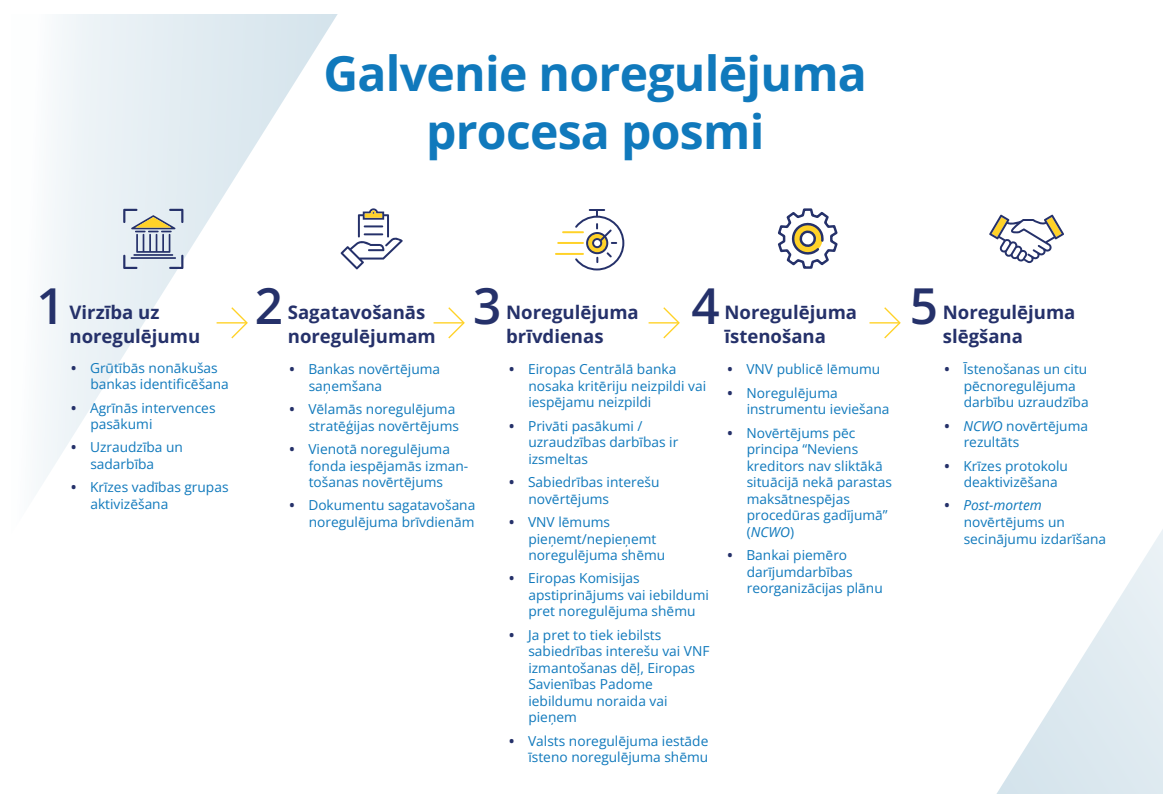 Galvenie noregulējuma
procesa posmi
1 Virzība uz
noregulējumu
• Grūtībās nonākušas
bankas identificēšana
• Agrīnās intervences
pasākumi
• Uzraudzība un
sadarbība
• Krīzes vadības grupas
aktivizēšana
2 Sagatavošanās
noregulējumam
• Bankas novērtējuma
saņemšana
• Vēlamās noregulējuma
stratēģijas novērtējums
• Vienotā noregulējuma
fonda iespējamās izman-
tošanas novērtējums
• Dokumentu sagatavošana
noregulējuma brīvdienām
3 Noregulējuma
brīvdienas
• Eiropas Centrālā banka
nosaka kritēriju neizpildi vai
iespējamu neizpildi
• Privāti pasākumi /
uzraudzības darbības ir
izsmeltas
• Sabiedrības interešu
novērtējums
• VNV lēmums
pieņemt/nepieņemt
noregulējuma shēmu
• Eiropas Komisijas
apstiprinājums vai iebildumi
pret noregulējuma shēmu
• Ja pret to tiek iebilsts
sabiedrības interešu vai VNF
izmantošanas dēļ, Eiropas
Savienības Padome
iebildumu noraida vai
pieņem
• Valsts noregulējuma iestāde
īsteno noregulējuma shēmu
4 Noregulējuma
īstenošana
• VNV publicē lēmumu
• Noregulējuma
instrumentu ieviešana
• Novērtējums pēc
principa “Neviens
kreditors nav sliktākā
situācijā nekā parastas
maksātnespējas
procedūras gadījumā”
(NCWO)
• Bankai piemēro
darījumdarbības
reorganizācijas plānu
5 Noregulējuma
slēgšana
• Īstenošanas un citu
pēcnoregulējuma
darbību uzraudzība
• NCWO novērtējuma
rezultāts
• Krīzes protokolu
deaktivizēšana
• Post-mortem
novērtējums un
secinājumu izdarīšana